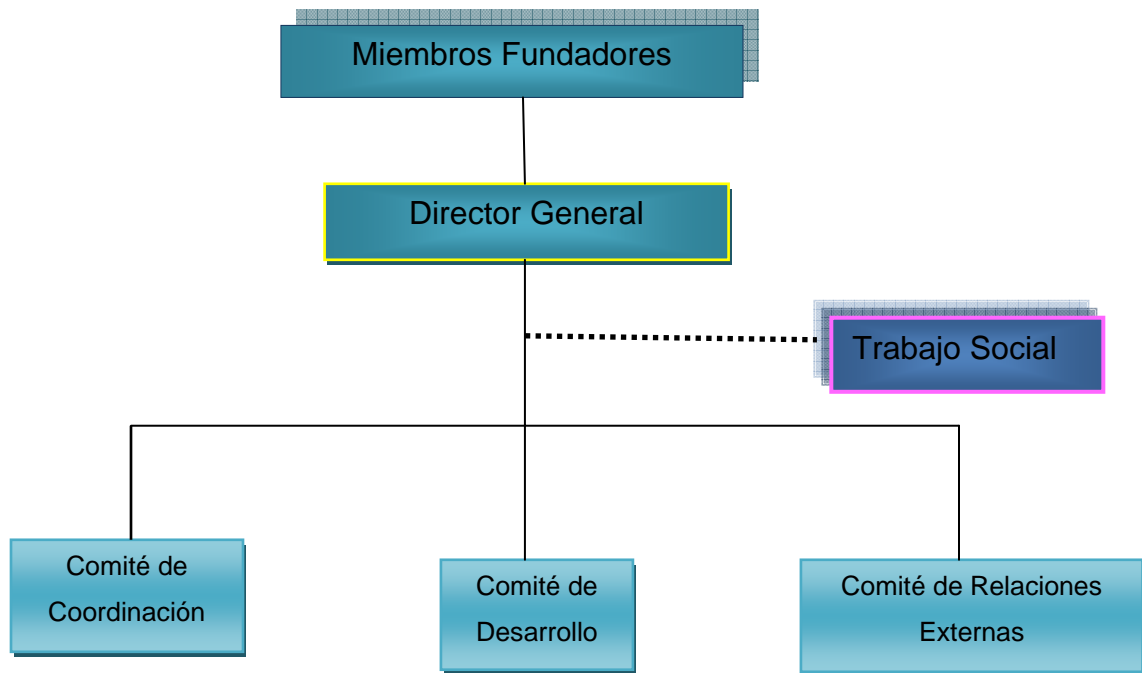 Miembros Fundadores
Director General
Trabajo Social
Comité de
Coordinación
Comité de
Desarrollo
Comité de Relaciones
Externas